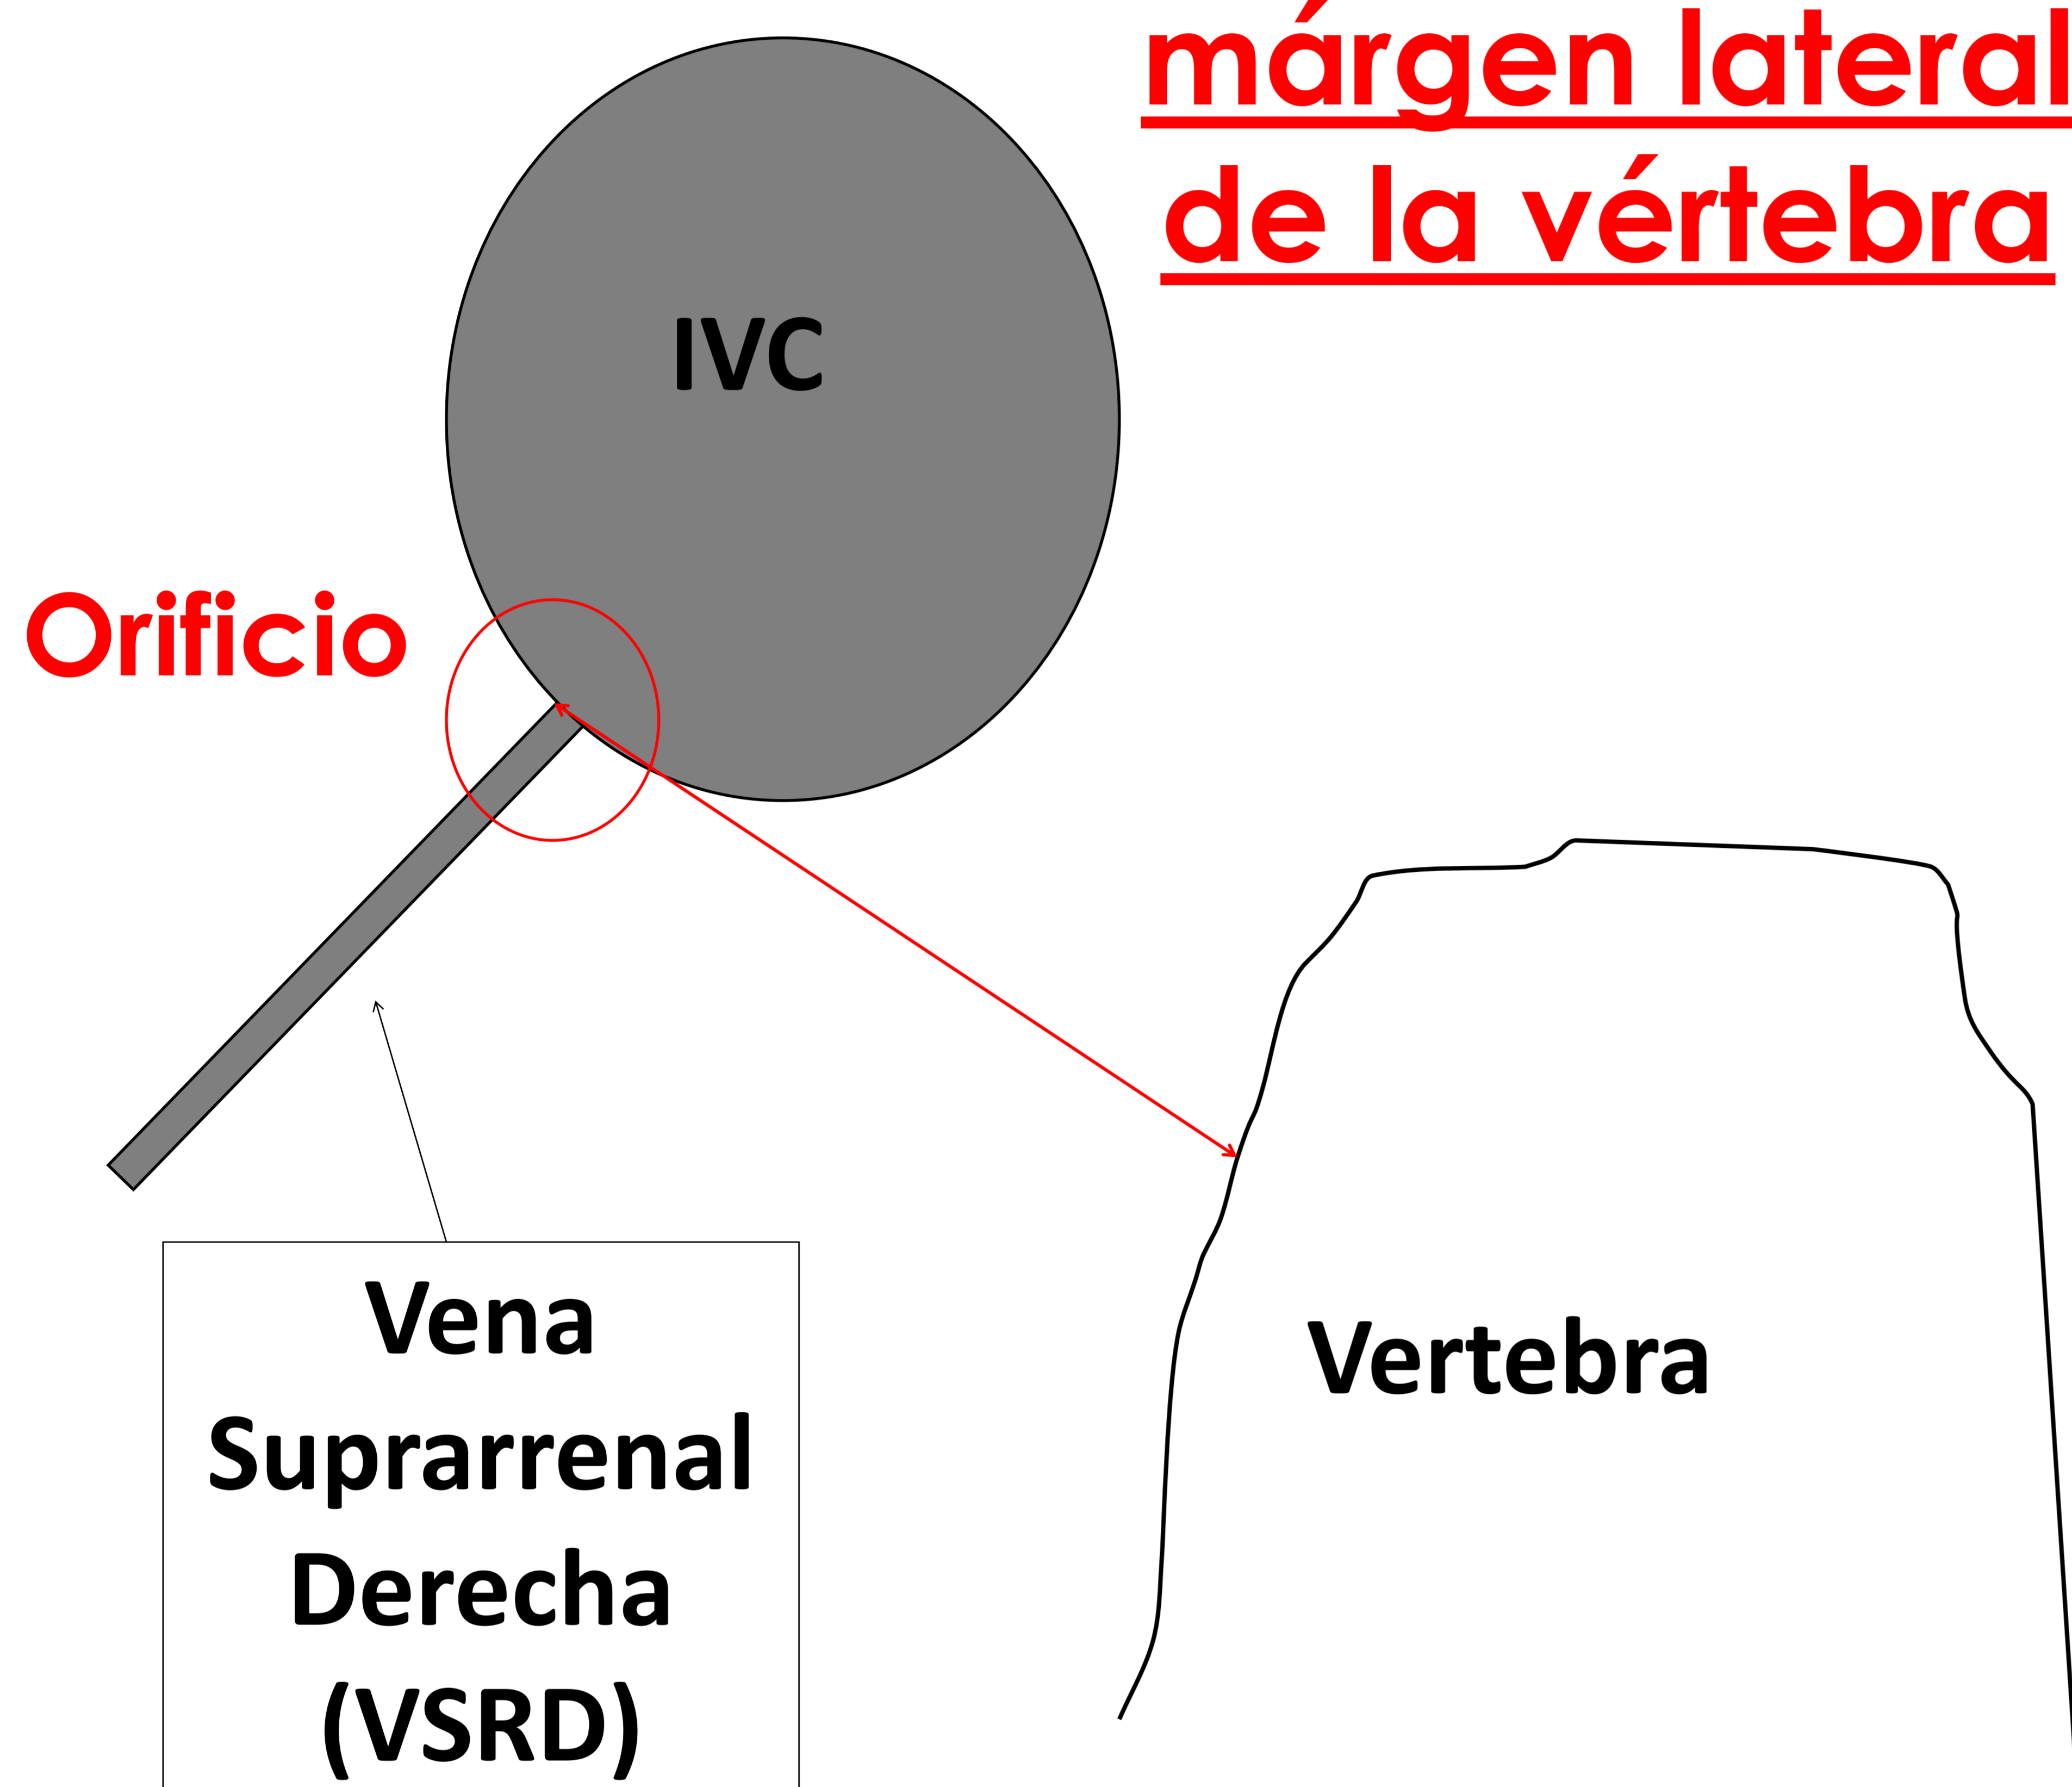 márgen lateral
de la vértebra
IVC
Orificio
Vena
Suprarrenal
Derecha
(VSRD)
Vertebra